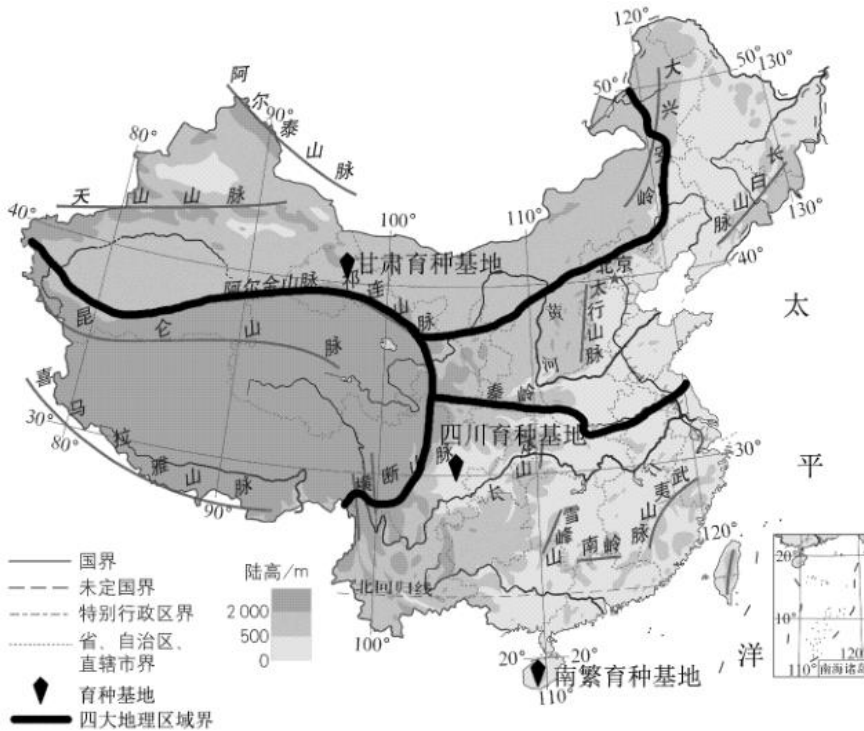 120°
50°
130°
50°
大兴安岭
阿尔泰山脉
90°
80°
天山山脉
长白山脉
130°
40°
40°
100°
110°
甘肃育种基地
北京
阿尔金山脉
祁连山脉
太行山脉
黄河
昆仑山脉
太平洋
秦岭
喜马拉雅山脉
30°
80°
90°
四川育种基地
横断山脉
巫山
长
30°
武夷山脉
雪峰山
南岭
120°
北回归线
100°
20°
20°
110°
南繁育种基地
20°
10°
110°
120°
南海诸岛
国界
未定国界
特别行政区界
省、自治区、
直辖市界
育种基地
四大地理区域界
陆高/m
2 000
500
0